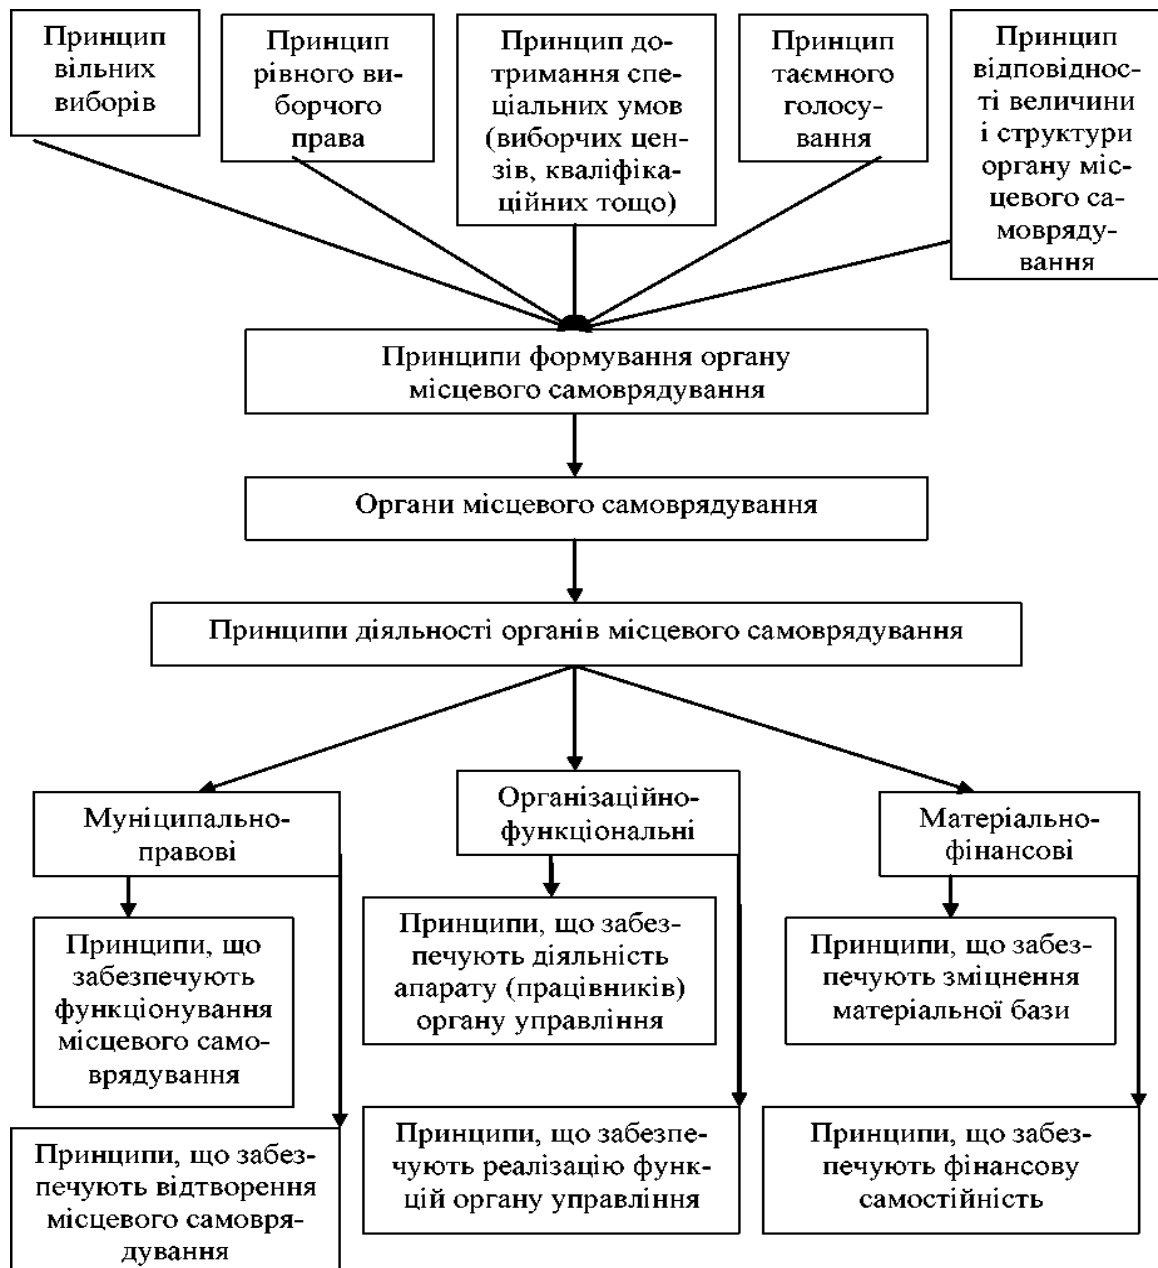 Принцип
вільних
виборів
Принцип
рівного ви-
борчого
права
Принцип до-
тримання спе-
ціальних умов
(виборчих цен-
зів, кваліфіка-
ційних тощо)
Принцип
таємного
голосу-
вання
Принцип
відповіднос-
ті величини
і структури
органу міс-
цевого са-
мовряду-
вання
Принципи формування органу
місцевого самоврядування
Органи місцевого самоврядування
Принципи діяльності органів місцевого самоврядування
Муніципально-
правові
Організаційно-
функціональні
Матеріально-
фінансові
Принципи, що
забезпечують
функціонування
місцевого само-
врядування
Принципи, що забез-
печують діяльність
апарату (працівників)
органу управління
Принципи, що забез-
печують зміцнення
матеріальної бази
Принципи, що забез-
печують відтворення
місцевого самовря-
дування
Принципи, що забезпе-
чують реалізацію функ-
цій органу управління
Принципи, що забез-
печують фінансову
самостійність